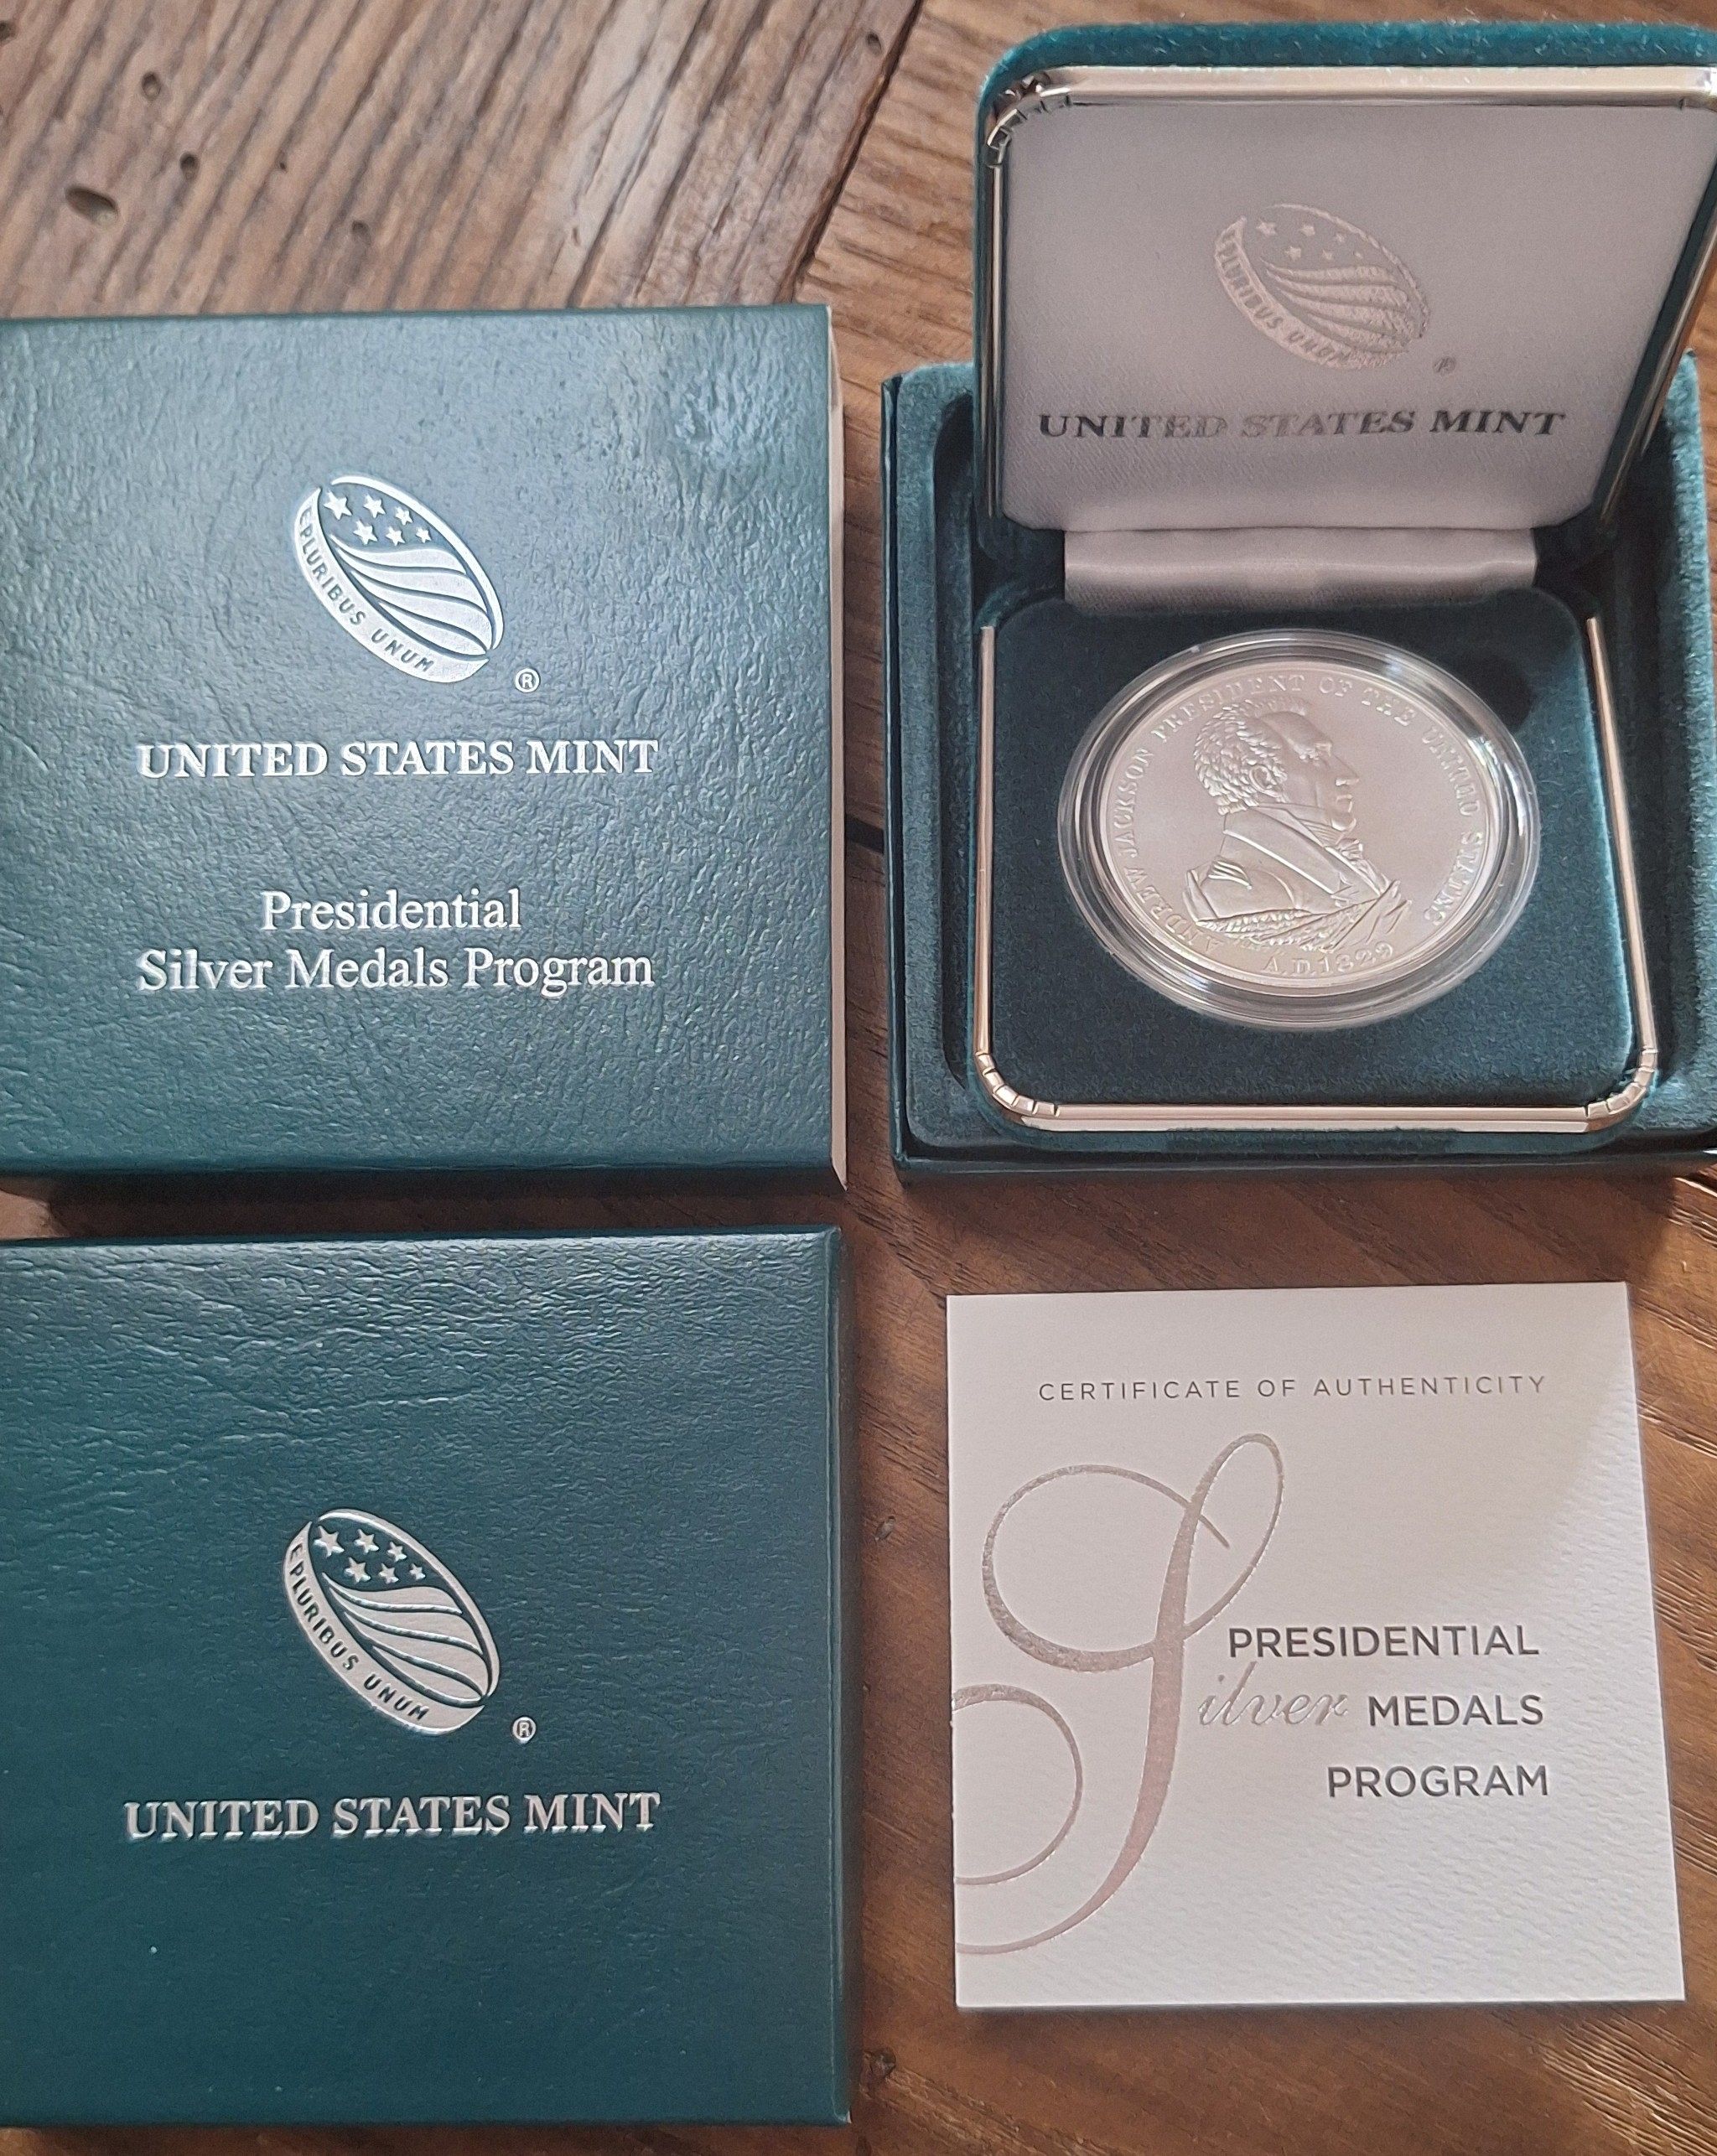 E PLURIBUS UNUM
®
UNITED STATES MINT
Presidential
Silver Medals Program
E PLURIBUS UNUM
®
UNITED STATES MINT
ANDREW JACKSON PRESIDENT OF THE UNITED STATES
A.D. 1829
E PLURIBUS UNUM
®
UNITED STATES MINT
CERTIFICATE OF AUTHENTICITY
PRESIDENTIAL
Silver MEDALS
PROGRAM